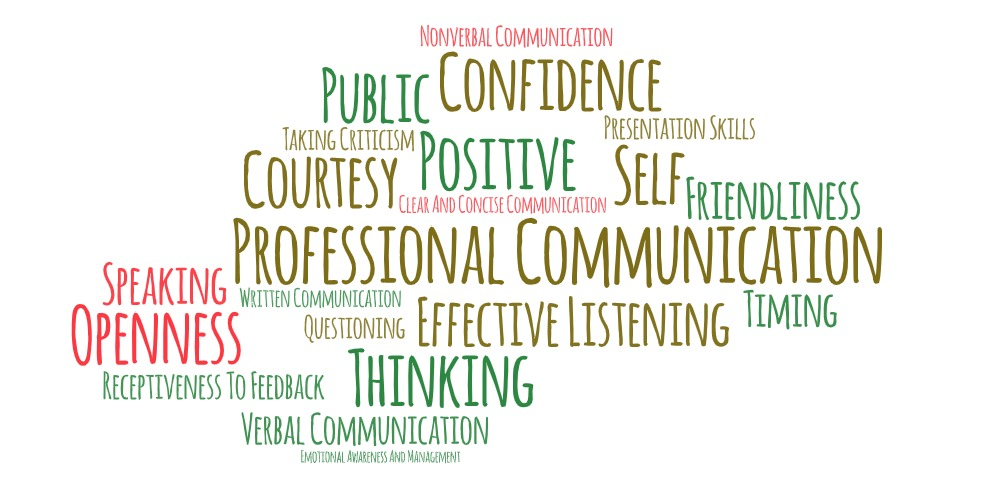 Nonverbal Communication
Public
Confidence
Taking Criticism
Presentation Skills
Positive
Courtesy
Self
Friendliness
Clear And Concise Communication
Professional Communication
Speaking
Written Communication
Timing
Effective Listening
Openness
Questioning
Thinking
Receptiveness To Feedback
Verbal Communication
Emotional Awareness And Management